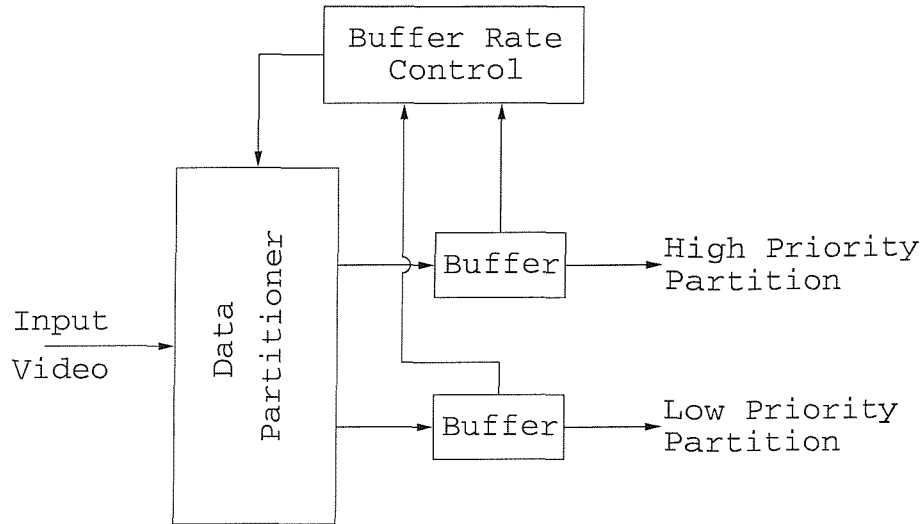 Buffer Rate
Control
Data
Partitioner
Buffer
High Priority
Partition
Input
Video
Buffer
Low Priority
Partition